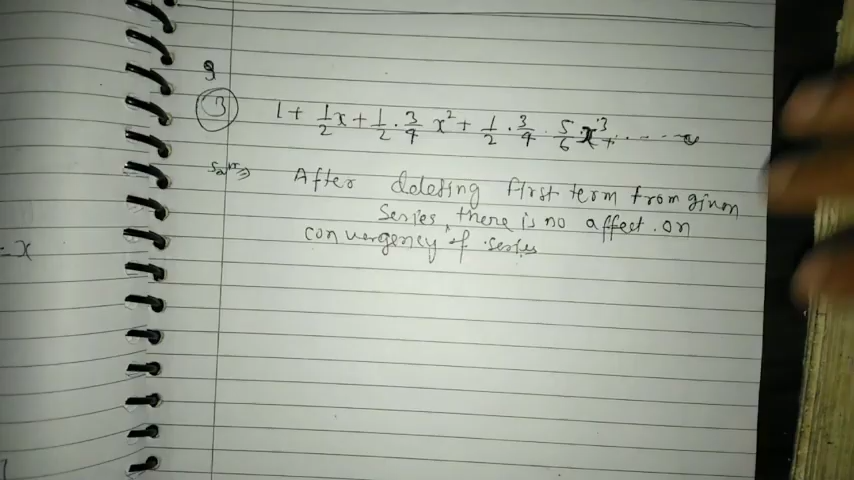 9
3 1 + 1/2 x + 1/2 . 3/4 x² + 1/2 . 3/4 . 5/6 x³ + ......
After deleting first term from given
series, there is no affect on
convergency of series
= x